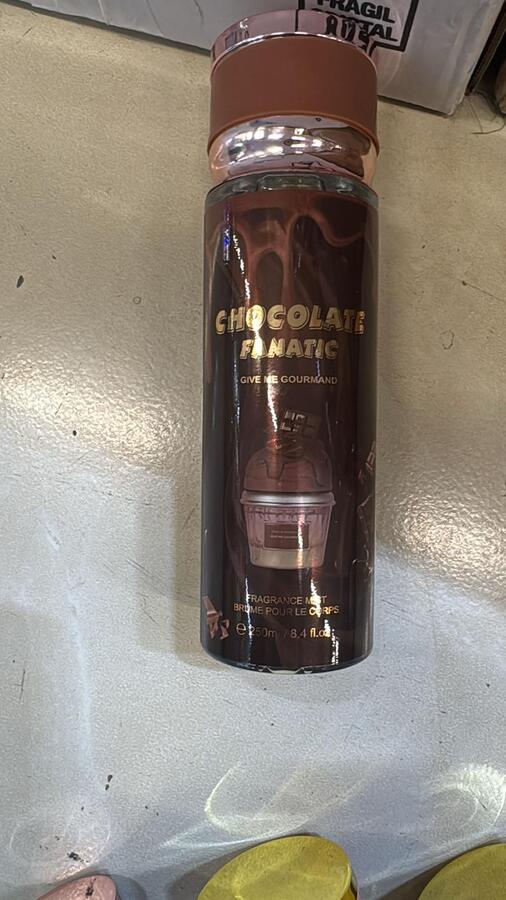 FRAGIL
CHOCOLATE
FANATIC
GIVE ME GOURMAND
FRAGRANCE MIST
BRUME POUR LE CORPS
℮ 250ml / 8.4 fl.oz